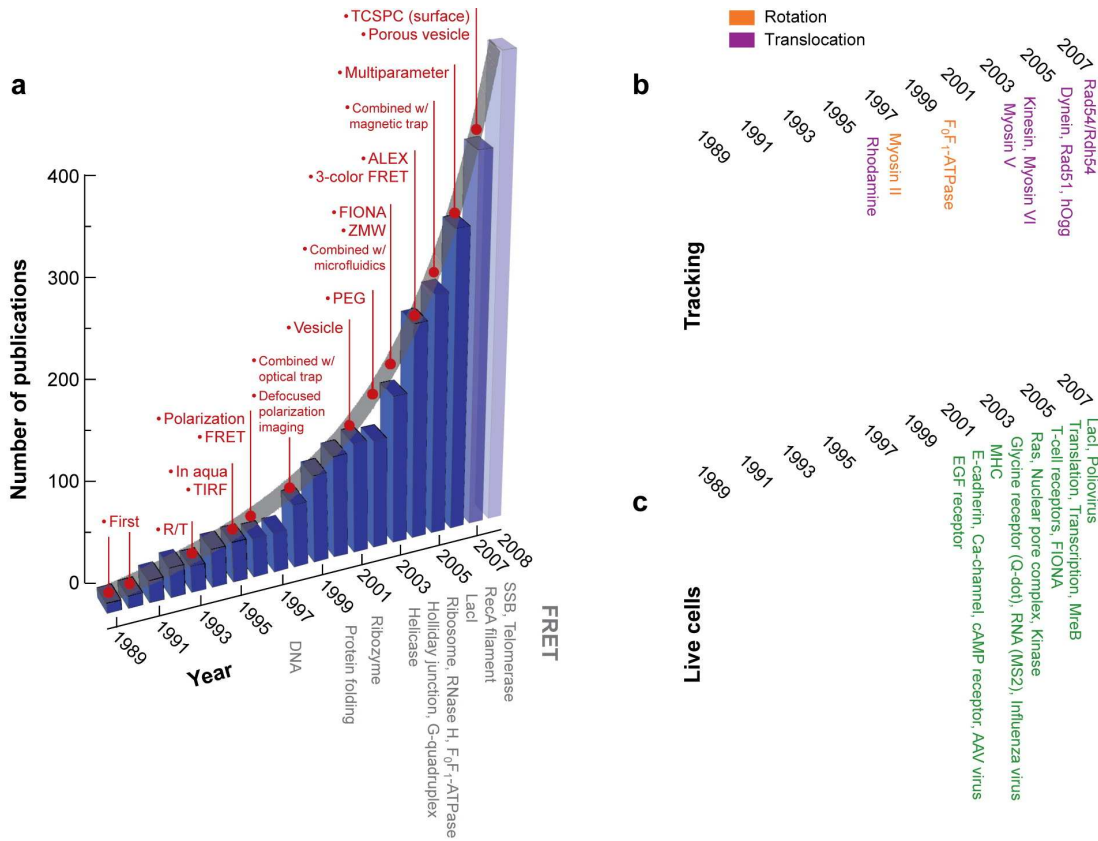 a
• TCSPC (surface)
• Porous vesicle
• Multiparameter
• Combined w/
magnetic trap
• ALEX
• 3-color FRET
• FIONA
• ZMW
• Combined w/
microfluidics
• PEG
• Vesicle
• Combined w/
optical trap
• Defocused
polarization
imaging
• Polarization
• FRET
• In aqua
• TIRF
• R/T
• First
Number of publications
400
300
200
100
0
1989
1991
1993
1995
1997
1999
2001
2003
2005
2007
2008
Year
DNA
Protein folding
Ribozyme
Helicase
Holliday junction, G-quadruplex
Ribosome, RNase H, F₀F₁-ATPase
LacI
RecA filament
SSB, Telomerase
FRET
b
Rotation
Translocation
1989
1991
1993
1995
1997
1999
2001
2003
2005
2007
Rhodamine
Myosin II
F₀F₁-ATPase
Myosin V
Kinesin, Myosin VI
Dynein, Rad51, hOgg
Rad54/Rdh54
Tracking
c
1989
1991
1993
1995
1997
1999
2001
2003
2005
2007
EGF receptor
E-cadherin, Ca-channel, cAMP receptor, AAV virus
MHC
Glycine receptor (Q-dot), RNA (MS2), Influenza virus
Ras, Nuclear pore complex, Kinase
T-cell receptors, FIONA
Translation, Transcription, MreB
LacI, Poliovirus
Live cells